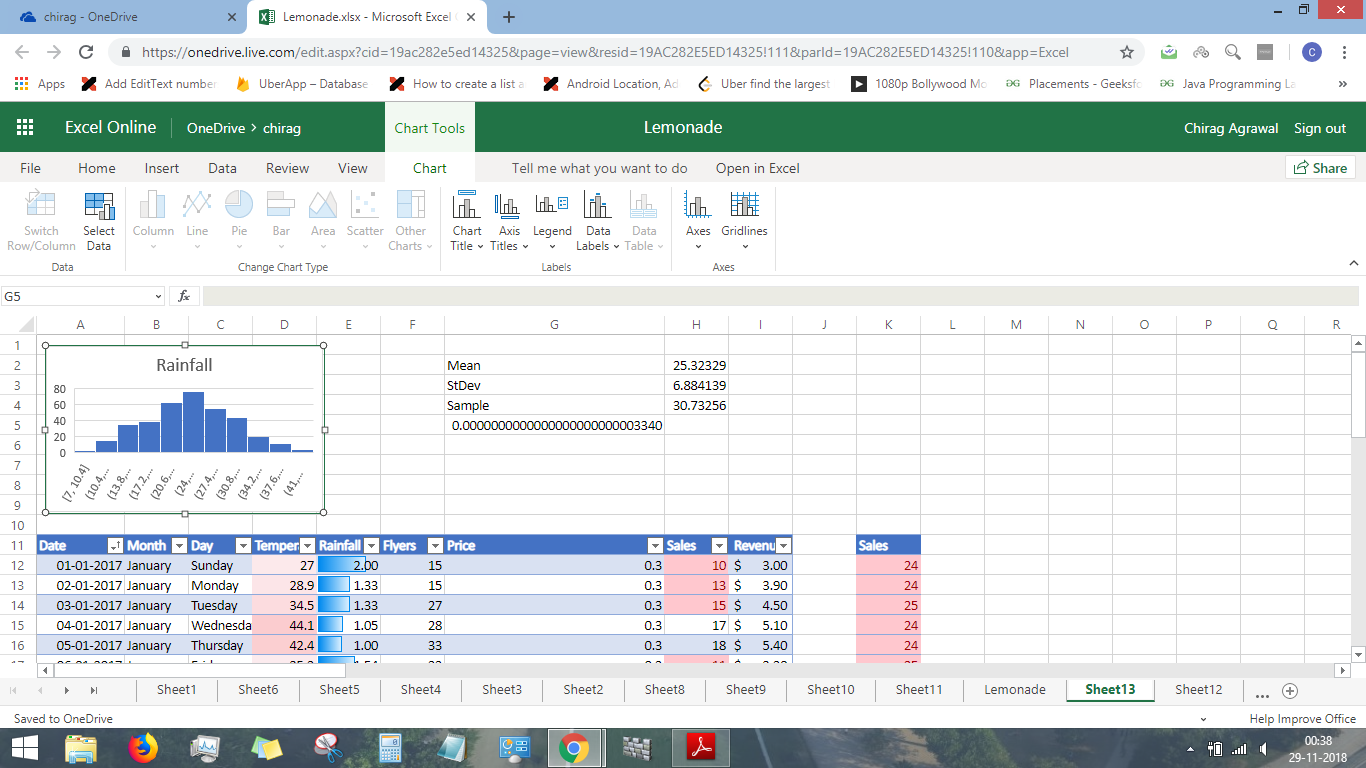 chirag - OneDrive
Lemonade.xlsx - Microsoft Excel
https://onedrive.live.com/edit.aspx?cid=19ac282e5ed14325&page=view&resid=19AC282E5ED14325!111&parId=19AC282E5ED14325!110&app=Excel
C
Apps Add EditText number UberApp – Database How to create a list a Android Location, Ad Uber find the largest 1080p Bollywood Mo Placements - Geeksfo Java Programming La »
Excel Online OneDrive > chirag Chart Tools Lemonade Chirag Agrawal Sign out
File Home Insert Data Review View Chart Tell me what you want to do Open in Excel Share
Switch Row/Column Select Data Column Line Pie Bar Area Scatter Other Charts Chart Title Axis Titles Legend Data Labels Data Table Axes Gridlines
Data Change Chart Type Labels Axes
G5 fx
A B C D E F G H I J K L M N O P Q R
1
Rainfall
80
60
40
20
0
[7, 10.4] (10.4,... (13.8,... (17.2,... (20.6,... (24,... (27.4,... (30.8,... (34.2,... (37.6,... (41,...
2 Mean 25.32329
3 StDev 6.884139
4 Sample 30.73256
5
6
7
8
9
10
11 Date Month Day Temper Rainfall Flyers Price Sales Revenu Sales
12 01-01-2017 January Sunday 27 2.00 15 0.3 10 $ 3.00 24
13 02-01-2017 January Monday 28.9 1.33 15 0.3 13 $ 3.90 24
14 03-01-2017 January Tuesday 34.5 1.33 27 0.3 15 $ 4.50 25
15 04-01-2017 January Wednesda 44.1 1.05 28 0.3 17 $ 5.10 24
16 05-01-2017 January Thursday 42.4 1.00 33 0.3 18 $ 5.40 24
Sheet1 Sheet6 Sheet5 Sheet4 Sheet3 Sheet2 Sheet8 Sheet9 Sheet10 Sheet11 Lemonade Sheet13 Sheet12 ...
Saved to OneDrive Help Improve Office
00:38
29-11-2018